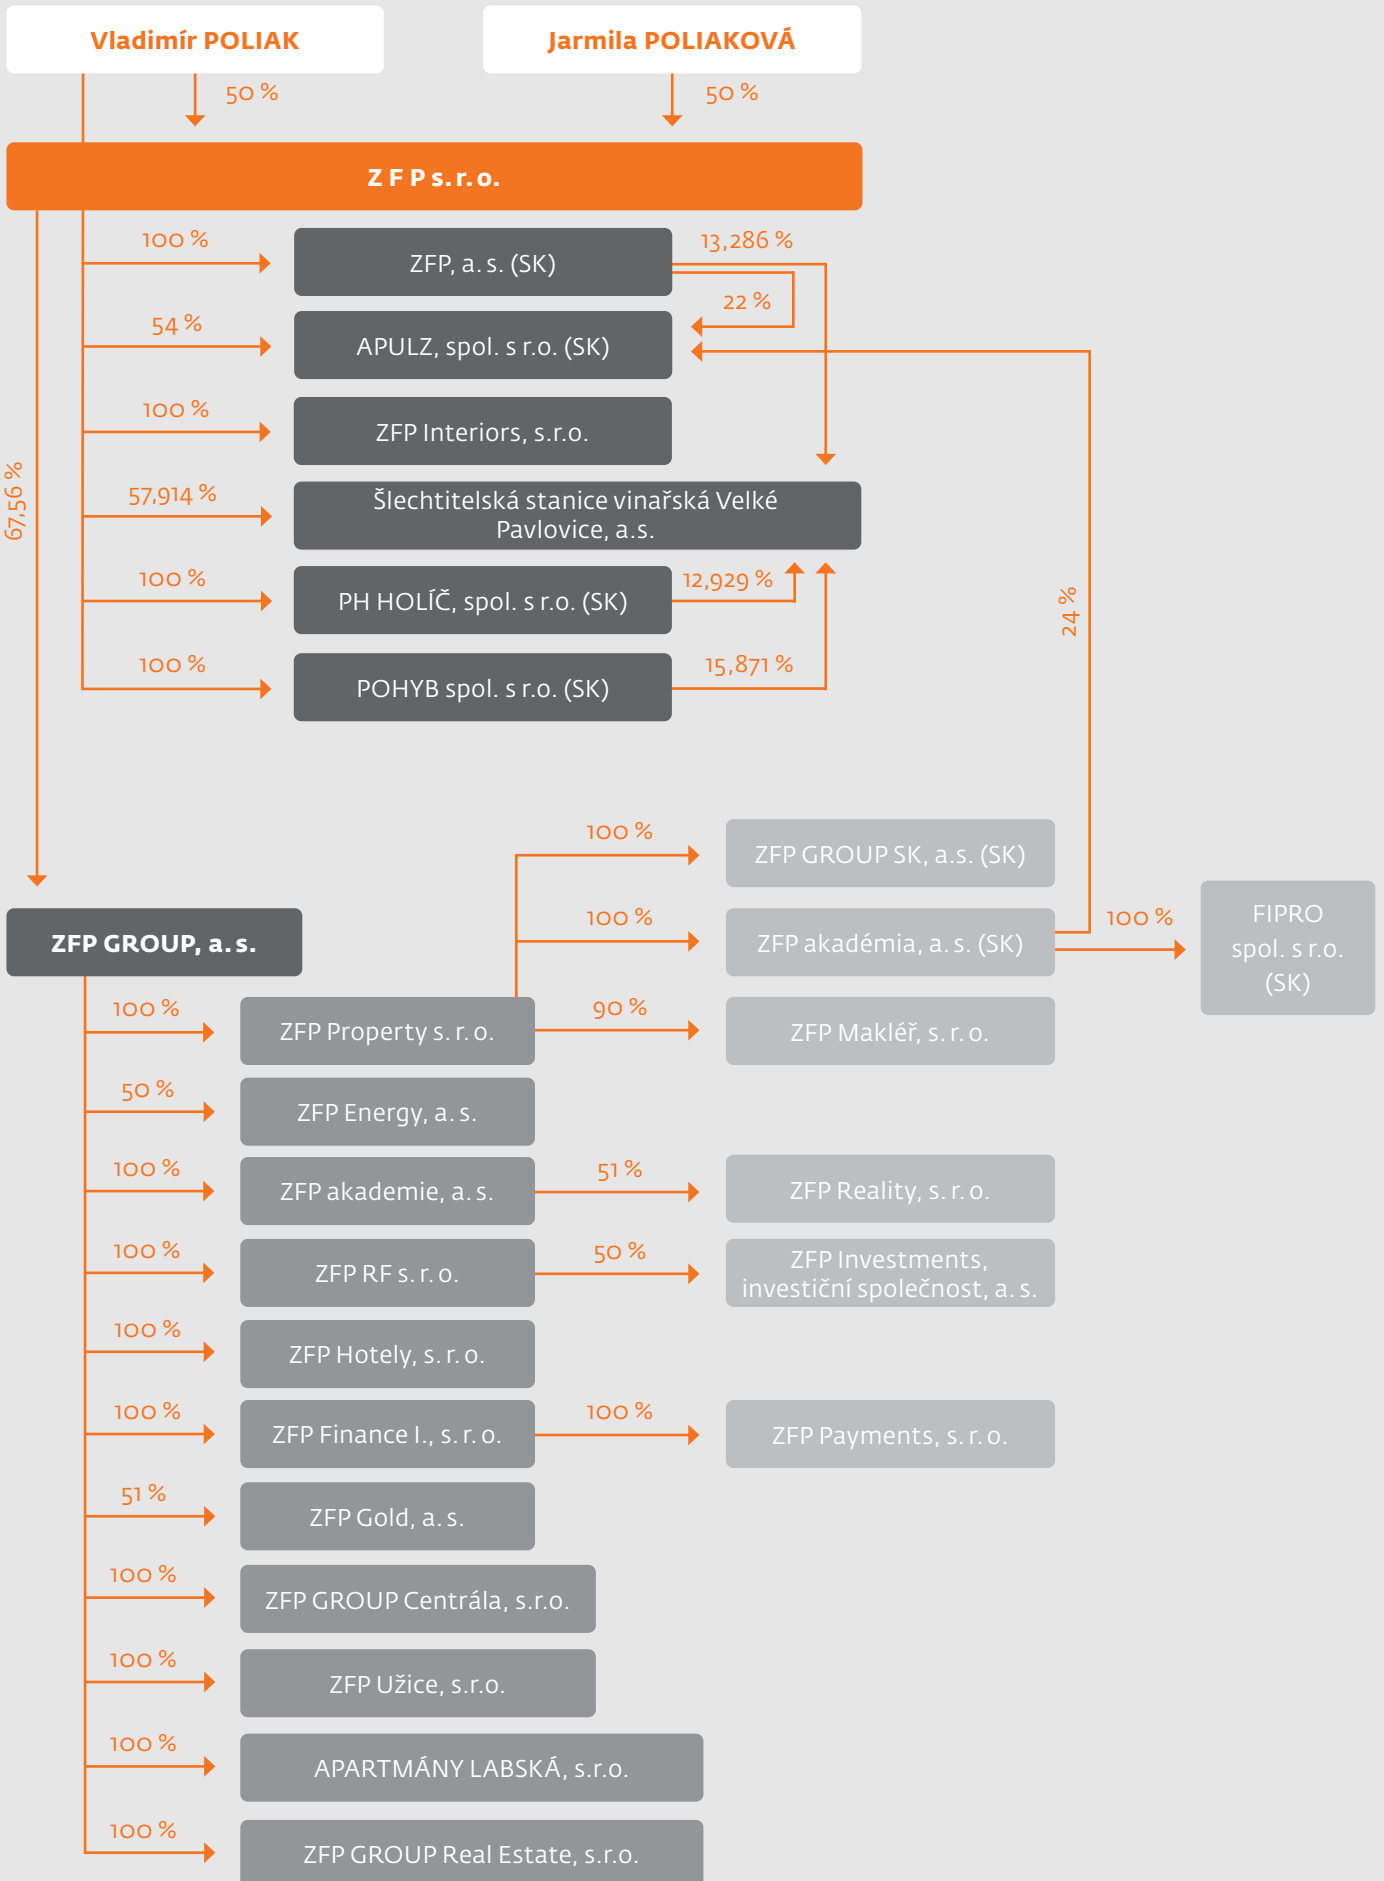 Vladimír POLIAK
Jarmila POLIAKOVÁ
50 %
50 %
Z F P s. r. o.
100 %
ZFP, a. s. (SK)
13,286 %
22 %
54 %
APULZ, spol. s r.o. (SK)
100 %
ZFP Interiors, s.r.o.
67,56 %
57,914 %
Šlechtitelská stanice vinařská Velké
Pavlovice, a.s.
100 %
PH HOLÍČ, spol. s r.o. (SK)
12,929 %
24 %
100 %
POHYB spol. s r.o. (SK)
15,871 %
100 %
ZFP GROUP SK, a.s. (SK)
ZFP GROUP, a. s.
100 %
ZFP akadémia, a. s. (SK)
100 %
FIPRO
spol. s r.o.
(SK)
100 %
ZFP Property s. r. o.
90 %
ZFP Makléř, s. r. o.
50 %
ZFP Energy, a. s.
100 %
ZFP akademie, a. s.
51 %
ZFP Reality, s. r. o.
100 %
ZFP RF s. r. o.
50 %
ZFP Investments,
investiční společnost, a. s.
100 %
ZFP Hotely, s. r. o.
100 %
ZFP Finance I., s. r. o.
100 %
ZFP Payments, s. r. o.
51 %
ZFP Gold, a. s.
100 %
ZFP GROUP Centrála, s.r.o.
100 %
ZFP Užice, s.r.o.
100 %
APARTMÁNY LABSKÁ, s.r.o.
100 %
ZFP GROUP Real Estate, s.r.o.